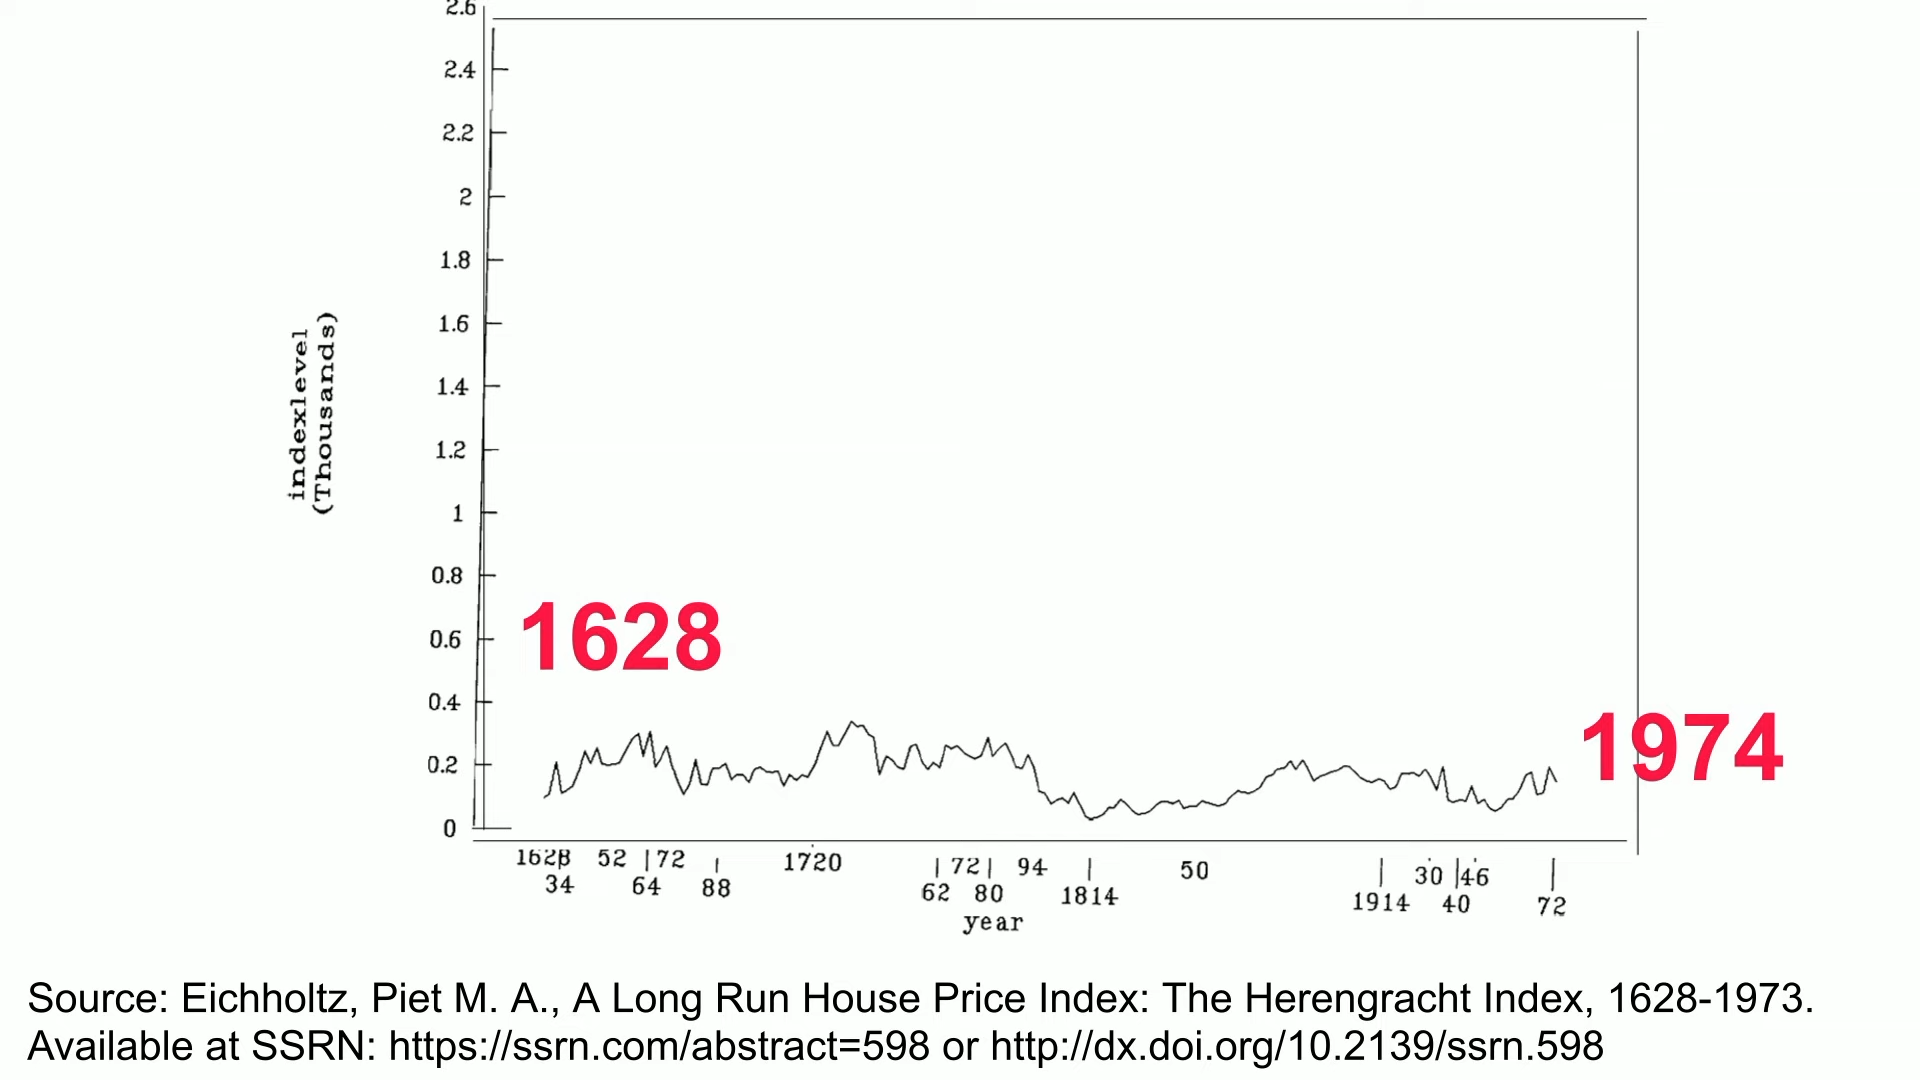 2.6
2.4
2.2
2
1.8
1.6
1.4
1.2
1
0.8
0.6
0.4
0.2
0
indexlevel
(Thousands)
1628
1974
1628 52 72 1720 72 94 50 30 46
34 64 88 62 80 1814 1914 40 72
year
Source: Eichholtz, Piet M. A., A Long Run House Price Index: The Herengracht Index, 1628-1973.
Available at SSRN: https://ssrn.com/abstract=598 or http://dx.doi.org/10.2139/ssrn.598